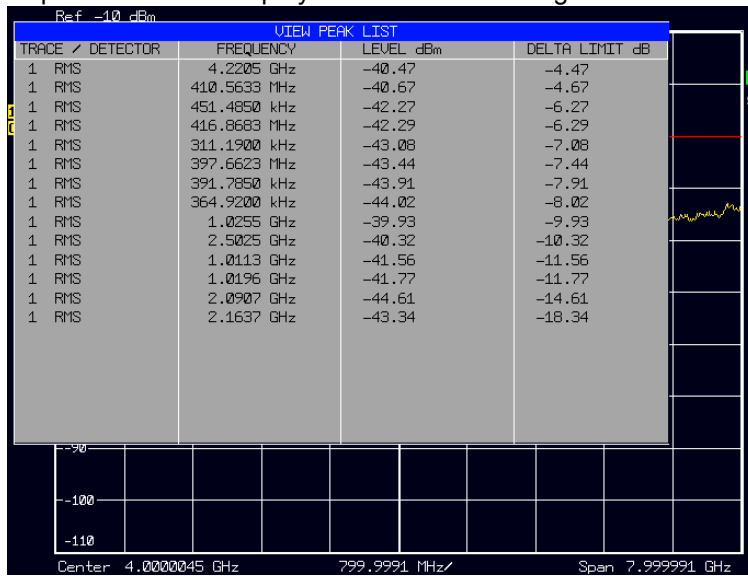 Ref -10 dBm
VIEW PEAK LIST
TRACE / DETECTOR FREQUENCY LEVEL dBm DELTA LIMIT dB
1 RMS 4.2205 GHz -40.47 -4.47
1 RMS 410.5633 MHz -40.67 -4.67
1 RMS 451.4850 kHz -42.27 -6.27
1 RMS 416.8683 MHz -42.29 -6.29
1 RMS 311.1900 kHz -43.08 -7.08
1 RMS 397.6623 MHz -43.44 -7.44
1 RMS 391.7850 kHz -43.91 -7.91
1 RMS 364.9200 kHz -44.02 -8.02
1 RMS 1.0255 GHz -39.93 -9.93
1 RMS 2.5025 GHz -40.32 -10.32
1 RMS 1.0113 GHz -41.56 -11.56
1 RMS 1.0196 GHz -41.77 -11.77
1 RMS 2.0907 GHz -44.61 -14.61
1 RMS 2.1637 GHz -43.34 -18.34
-90
-100
-110
Center 4.0000045 GHz 799.9991 MHz/ Span 7.999991 GHz